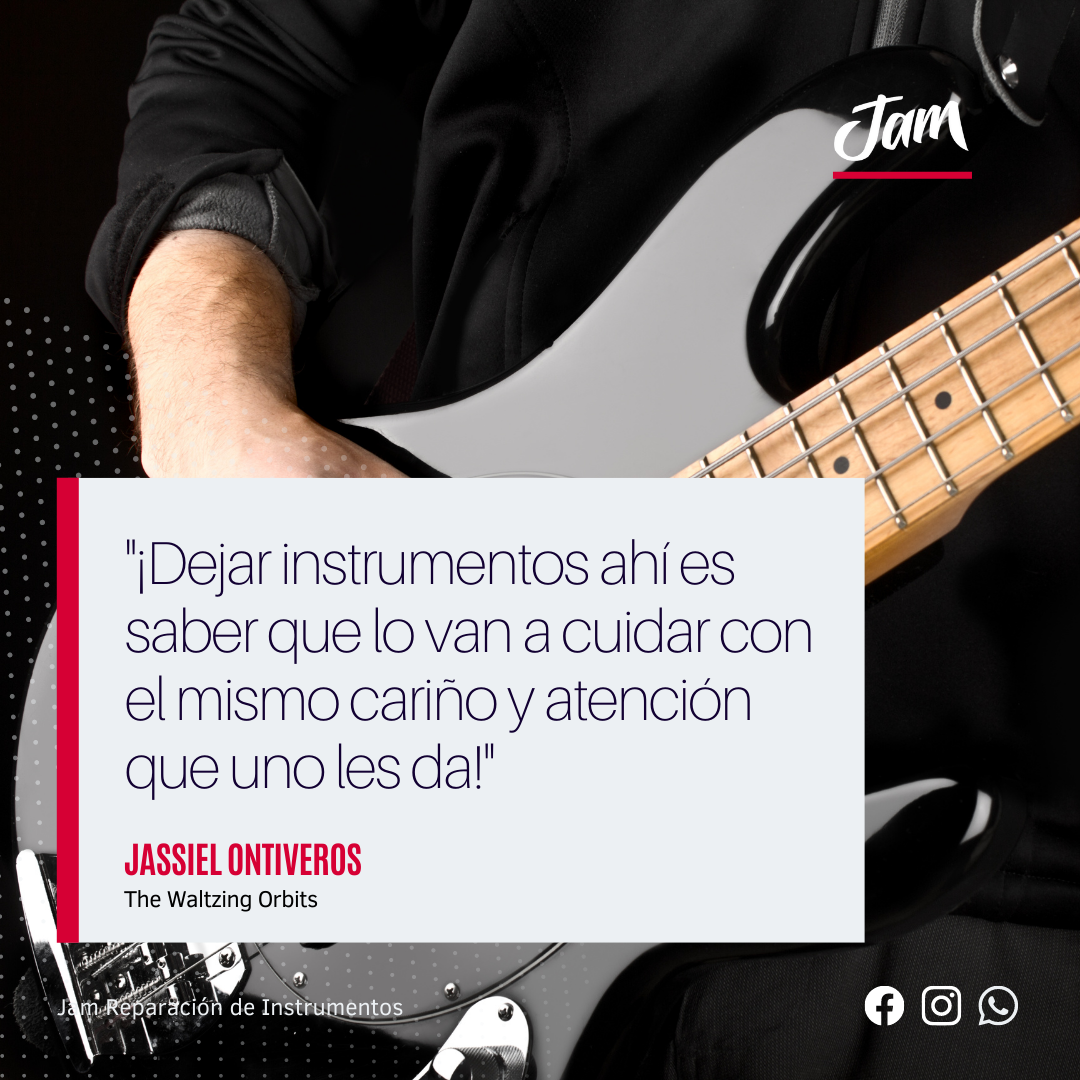 Jam
"¡Dejar instrumentos ahí es
saber que lo van a cuidar con
el mismo cariño y atención
que uno les da!"
JASSIEL ONTIVEROS
The Waltzing Orbits
Jam Reparación de Instrumentos